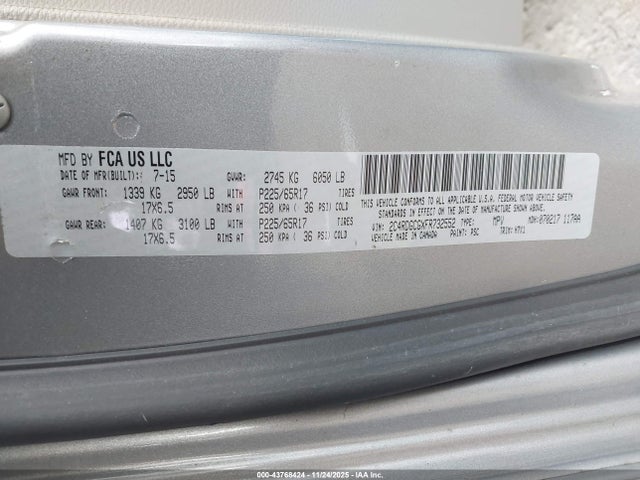 MFD BY FCA US LLC
DATE OF MFR(BUILT): 7-15 GVWR: 2745 KG 6050 LB
GAWR FRONT: 1339 KG 2950 LB WITH P225/65R17 TIRES
17X6.5 RIMS AT 250 KPA ( 36 PSI) COLD
GAWR REAR: 1407 KG 3100 LB WITH P225/65R17 TIRES
17X6.5 RIMS AT 250 KPA ( 36 PSI) COLD
THIS VEHICLE CONFORMS TO ALL APPLICABLE U.S.A. FEDERAL MOTOR VEHICLE SAFETY
STANDARDS IN EFFECT ON THE DATE OF MANUFACTURE SHOWN ABOVE.
VIN: 2C4RDGCGXFR732552 TYPE: MPV MDH: 070217 117AA
VEHICLE MADE IN CANADA PAINT: PSC TRIM:
00-43768424 - 11/24/2025 - IAA Inc.